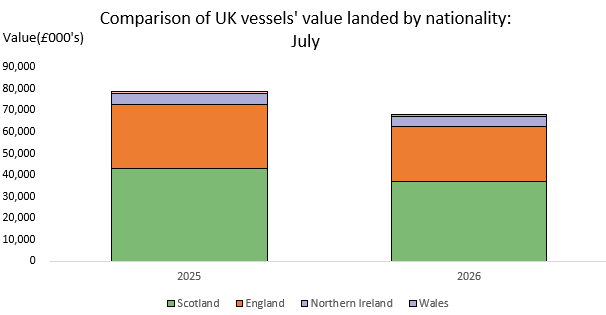 Comparison of UK vessels' value landed by nationality:
July
Value(£000's)
90,000
80,000
70,000
60,000
50,000
40,000
30,000
20,000
10,000
0
2025
2026
Scotland
England
Northern Ireland
Wales